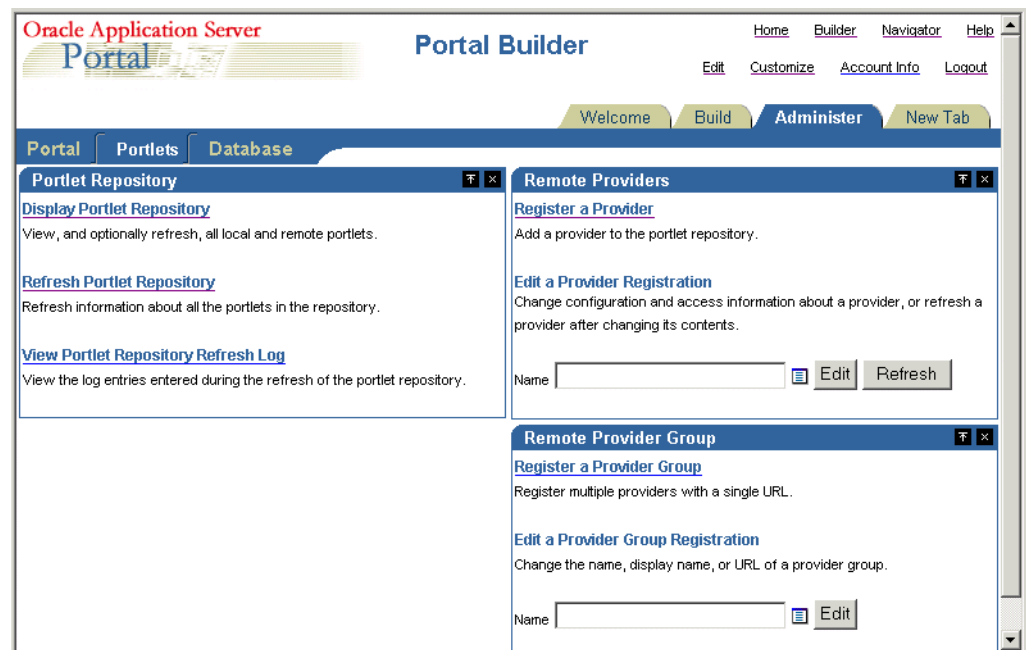 Oracle Application Server
Portal
Portal Builder
Home Builder Navigator Help
Edit Customize Account Info Logout
Welcome Build Administer New Tab
Portal Portlets Database
Portlet Repository
Display Portlet Repository
View, and optionally refresh, all local and remote portlets.
Refresh Portlet Repository
Refresh information about all the portlets in the repository.
View Portlet Repository Refresh Log
View the log entries entered during the refresh of the portlet repository.
Remote Providers
Register a Provider
Add a provider to the portlet repository.
Edit a Provider Registration
Change configuration and access information about a provider, or refresh a
provider after changing its contents.
Name Edit Refresh
Remote Provider Group
Register a Provider Group
Register multiple providers with a single URL.
Edit a Provider Group Registration
Change the name, display name, or URL of a provider group.
Name Edit